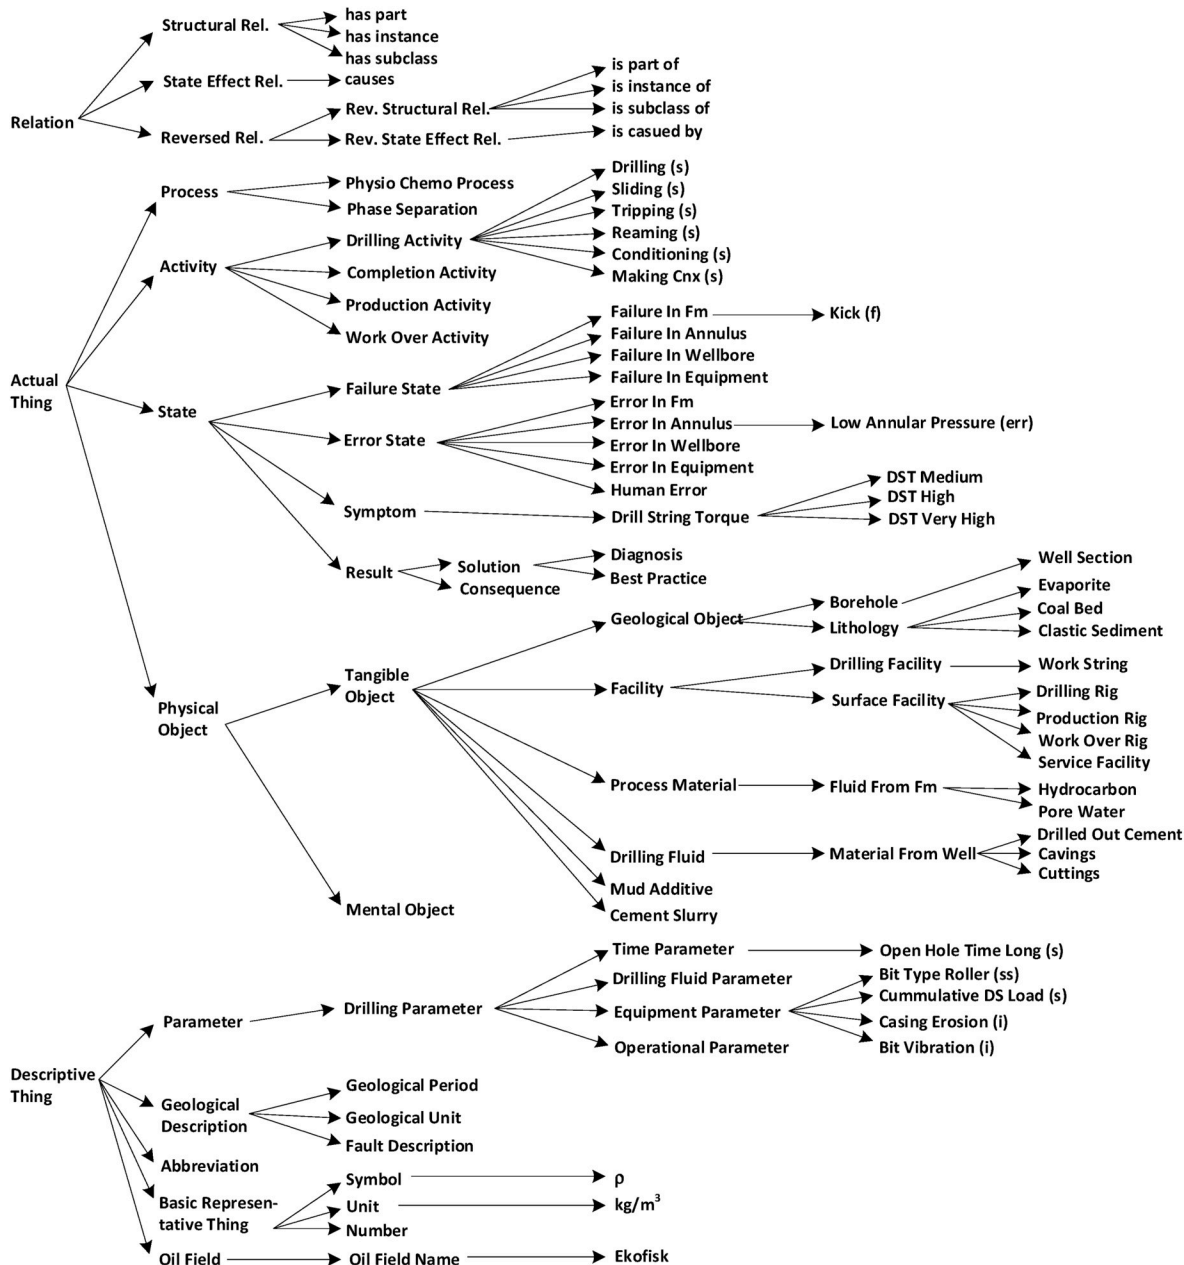 Relation
Structural Rel.
has part
has instance
has subclass
State Effect Rel.
causes
Reversed Rel.
Rev. Structural Rel.
is part of
is instance of
is subclass of
Rev. State Effect Rel.
is casued by
Actual
Thing
Process
Physio Chemo Process
Phase Separation
Activity
Drilling Activity
Drilling (s)
Sliding (s)
Tripping (s)
Reaming (s)
Conditioning (s)
Making Cnx (s)
Completion Activity
Production Activity
Work Over Activity
State
Failure State
Failure In Fm
Kick (f)
Failure In Annulus
Failure In Wellbore
Failure In Equipment
Error State
Error In Fm
Error In Annulus
Low Annular Pressure (err)
Error In Wellbore
Error In Equipment
Human Error
Symptom
Drill String Torque
DST Medium
DST High
DST Very High
Result
Solution
Diagnosis
Best Practice
Consequence
Physical
Object
Tangible
Object
Geological Object
Borehole
Well Section
Lithology
Evaporite
Coal Bed
Clastic Sediment
Facility
Drilling Facility
Work String
Surface Facility
Drilling Rig
Production Rig
Work Over Rig
Service Facility
Process Material
Fluid From Fm
Hydrocarbon
Pore Water
Drilling Fluid
Material From Well
Drilled Out Cement
Cavings
Cuttings
Mud Additive
Cement Slurry
Mental Object
Descriptive
Thing
Parameter
Drilling Parameter
Time Parameter
Open Hole Time Long (s)
Drilling Fluid Parameter
Equipment Parameter
Bit Type Roller (ss)
Cummulative DS Load (s)
Casing Erosion (i)
Bit Vibration (i)
Operational Parameter
Geological
Description
Geological Period
Geological Unit
Fault Description
Abbreviation
Basic Represen-
tative Thing
Symbol
ρ
Unit
kg/m³
Number
Oil Field
Oil Field Name
Ekofisk